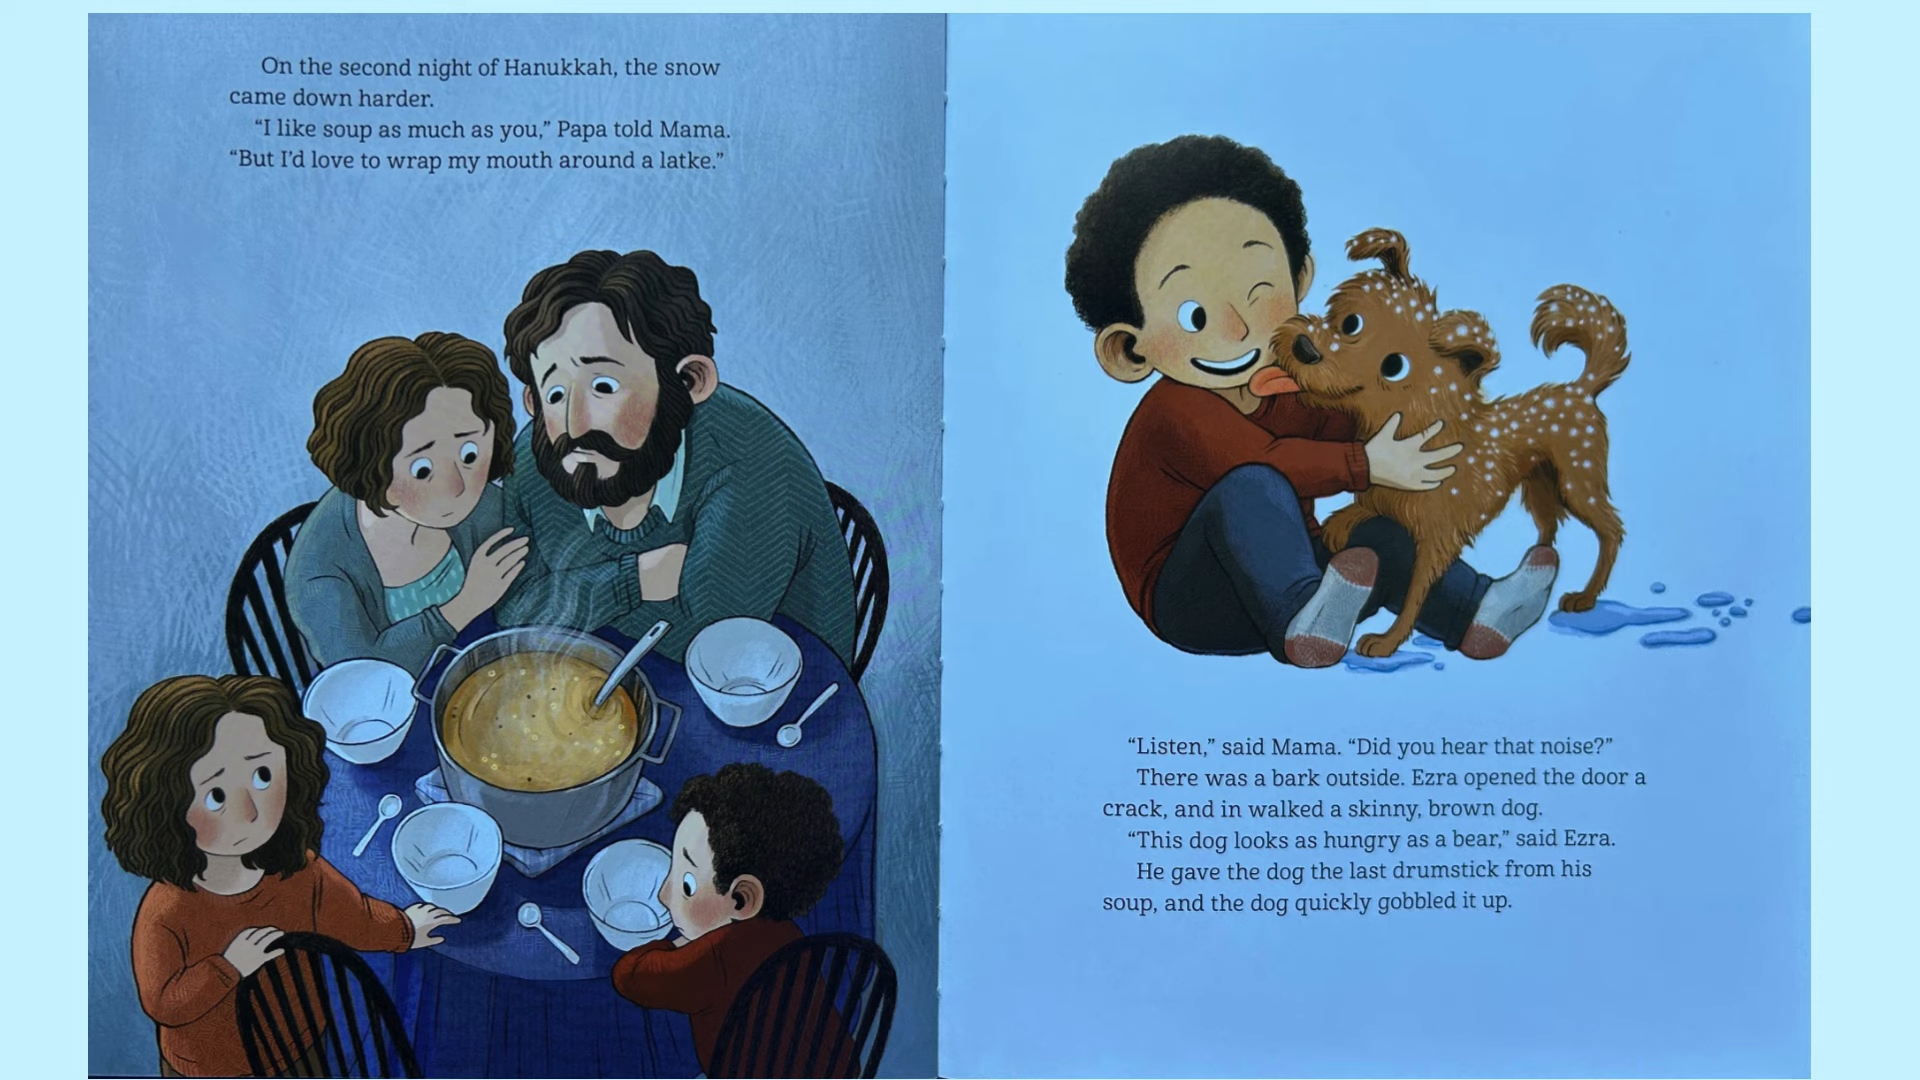 On the second night of Hanukkah, the snow
came down harder.
“I like soup as much as you,” Papa told Mama.
“But I’d love to wrap my mouth around a latke.”
“Listen,” said Mama. “Did you hear that noise?”
There was a bark outside. Ezra opened the door a
crack, and in walked a skinny, brown dog.
“This dog looks as hungry as a bear,” said Ezra.
He gave the dog the last drumstick from his
soup, and the dog quickly gobbled it up.